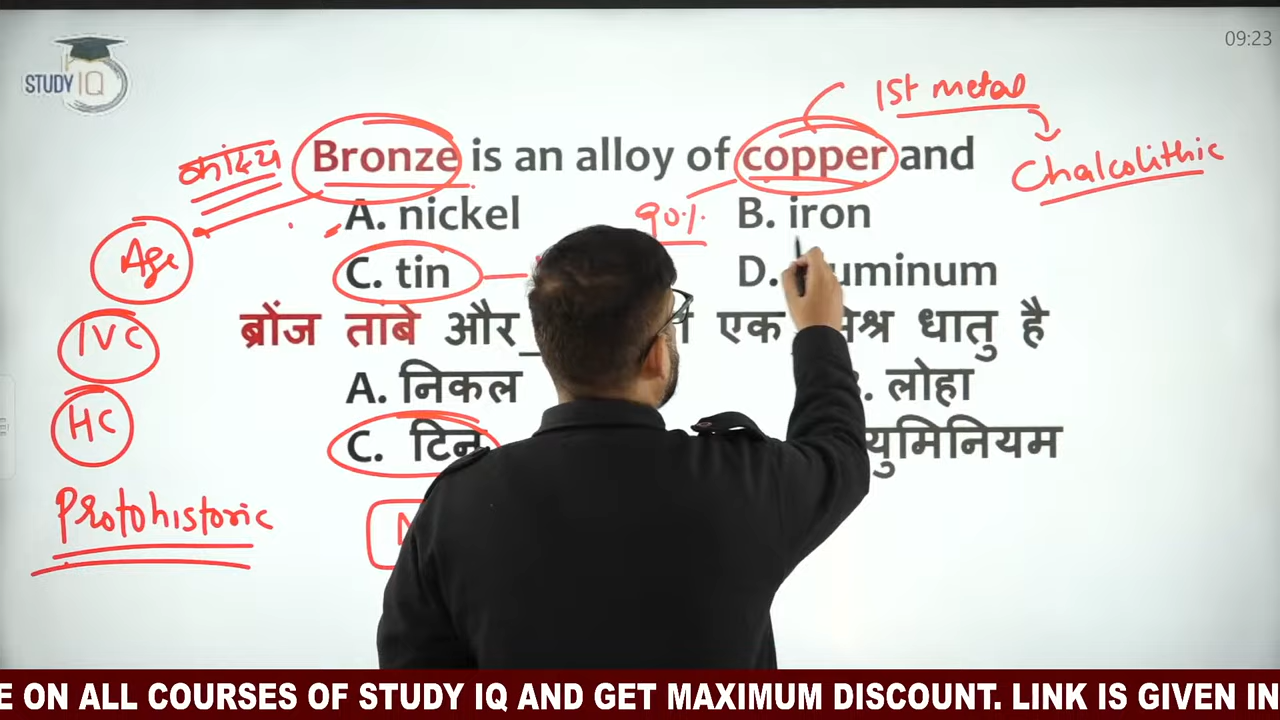 09:23
STUDY IQ
1st metal
Chalcolithic
कांस्य
Bronze is an alloy of copper and
A. nickel
90%
B. iron
Age
C. tin
D. uminum
IVC
ब्रोंज तांबे और_ एक मिश्र धातु है
A. निकल
. लोहा
HC
C. टिन
युमिनियम
Protohistoric
N
E ON ALL COURSES OF STUDY IQ AND GET MAXIMUM DISCOUNT. LINK IS GIVEN IN